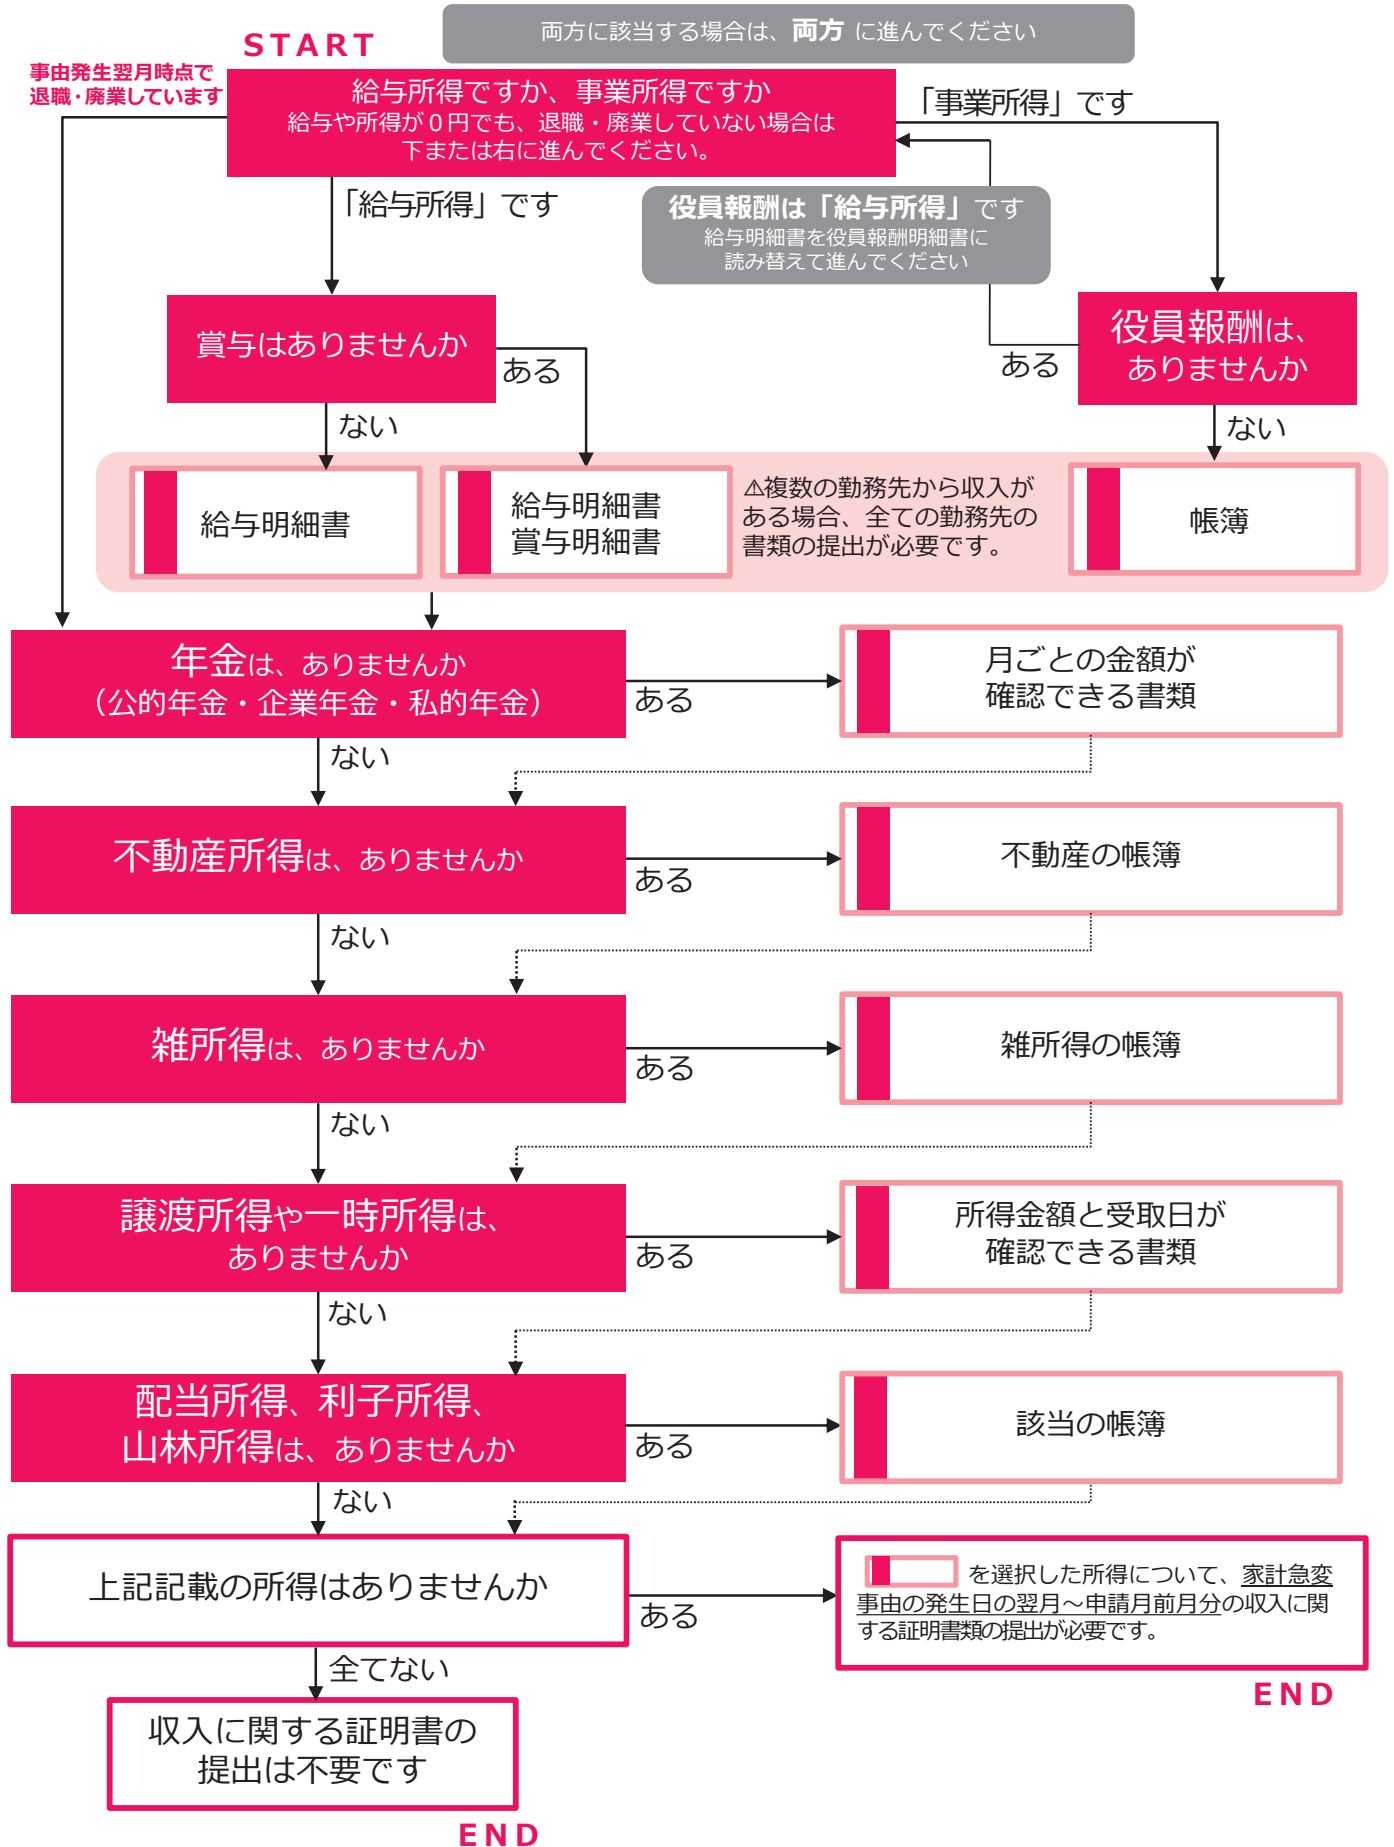 両方に該当する場合は、両方 に進んでください
START
事由発生翌月時点で
退職・廃業しています
給与所得ですか、事業所得ですか
給与や所得が０円でも、退職・廃業していない場合は
下または右に進んでください。
「事業所得」です
「給与所得」です
役員報酬は「給与所得」です
給与明細書を役員報酬明細書に
読み替えて進んでください
賞与はありませんか
ある
ない
役員報酬は、
ありませんか
ある
ない
給与明細書
給与明細書
賞与明細書
⚠複数の勤務先から収入が
ある場合、全ての勤務先の
書類の提出が必要です。
帳簿
年金は、ありませんか
（公的年金・企業年金・私的年金）
ある
月ごとの金額が
確認できる書類
ない
不動産所得は、ありませんか
ある
不動産の帳簿
ない
雑所得は、ありませんか
ある
雑所得の帳簿
ない
譲渡所得や一時所得は、
ありませんか
ある
所得金額と受取日が
確認できる書類
ない
配当所得、利子所得、
山林所得は、ありませんか
ある
該当の帳簿
ない
上記記載の所得はありませんか
ある
を選択した所得について、家計急変
事由の発生日の翌月～申請月前月分の収入に関
する証明書類の提出が必要です。
END
全てない
収入に関する証明書の
提出は不要です
END